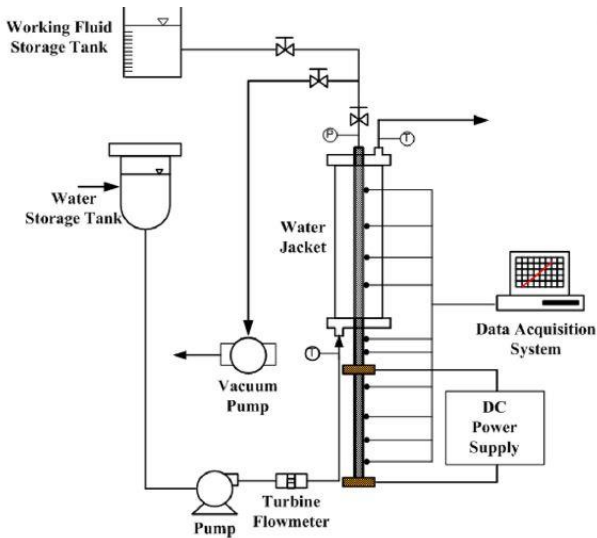 Working Fluid
Storage Tank
P
T
Water
Storage Tank
Water
Jacket
Data Acquisition
System
T
Vacuum
Pump
DC
Power
Supply
Turbine
Flowmeter
Pump